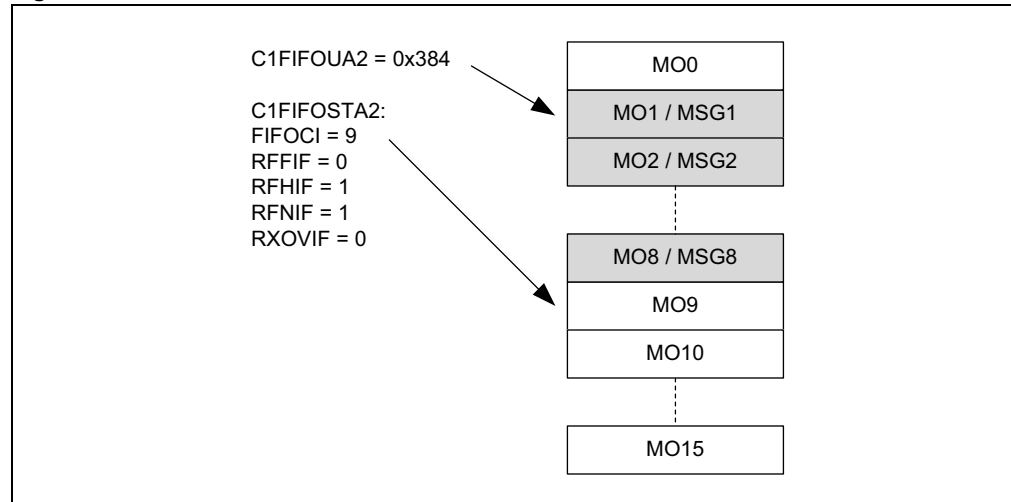 C1FIFOUA2 = 0x384
C1FIFOSTA2:
FIFOCI = 9
RFFIF = 0
RFHIF = 1
RFNIF = 1
RXOVIF = 0
MO0
MO1 / MSG1
MO2 / MSG2
MO8 / MSG8
MO9
MO10
MO15